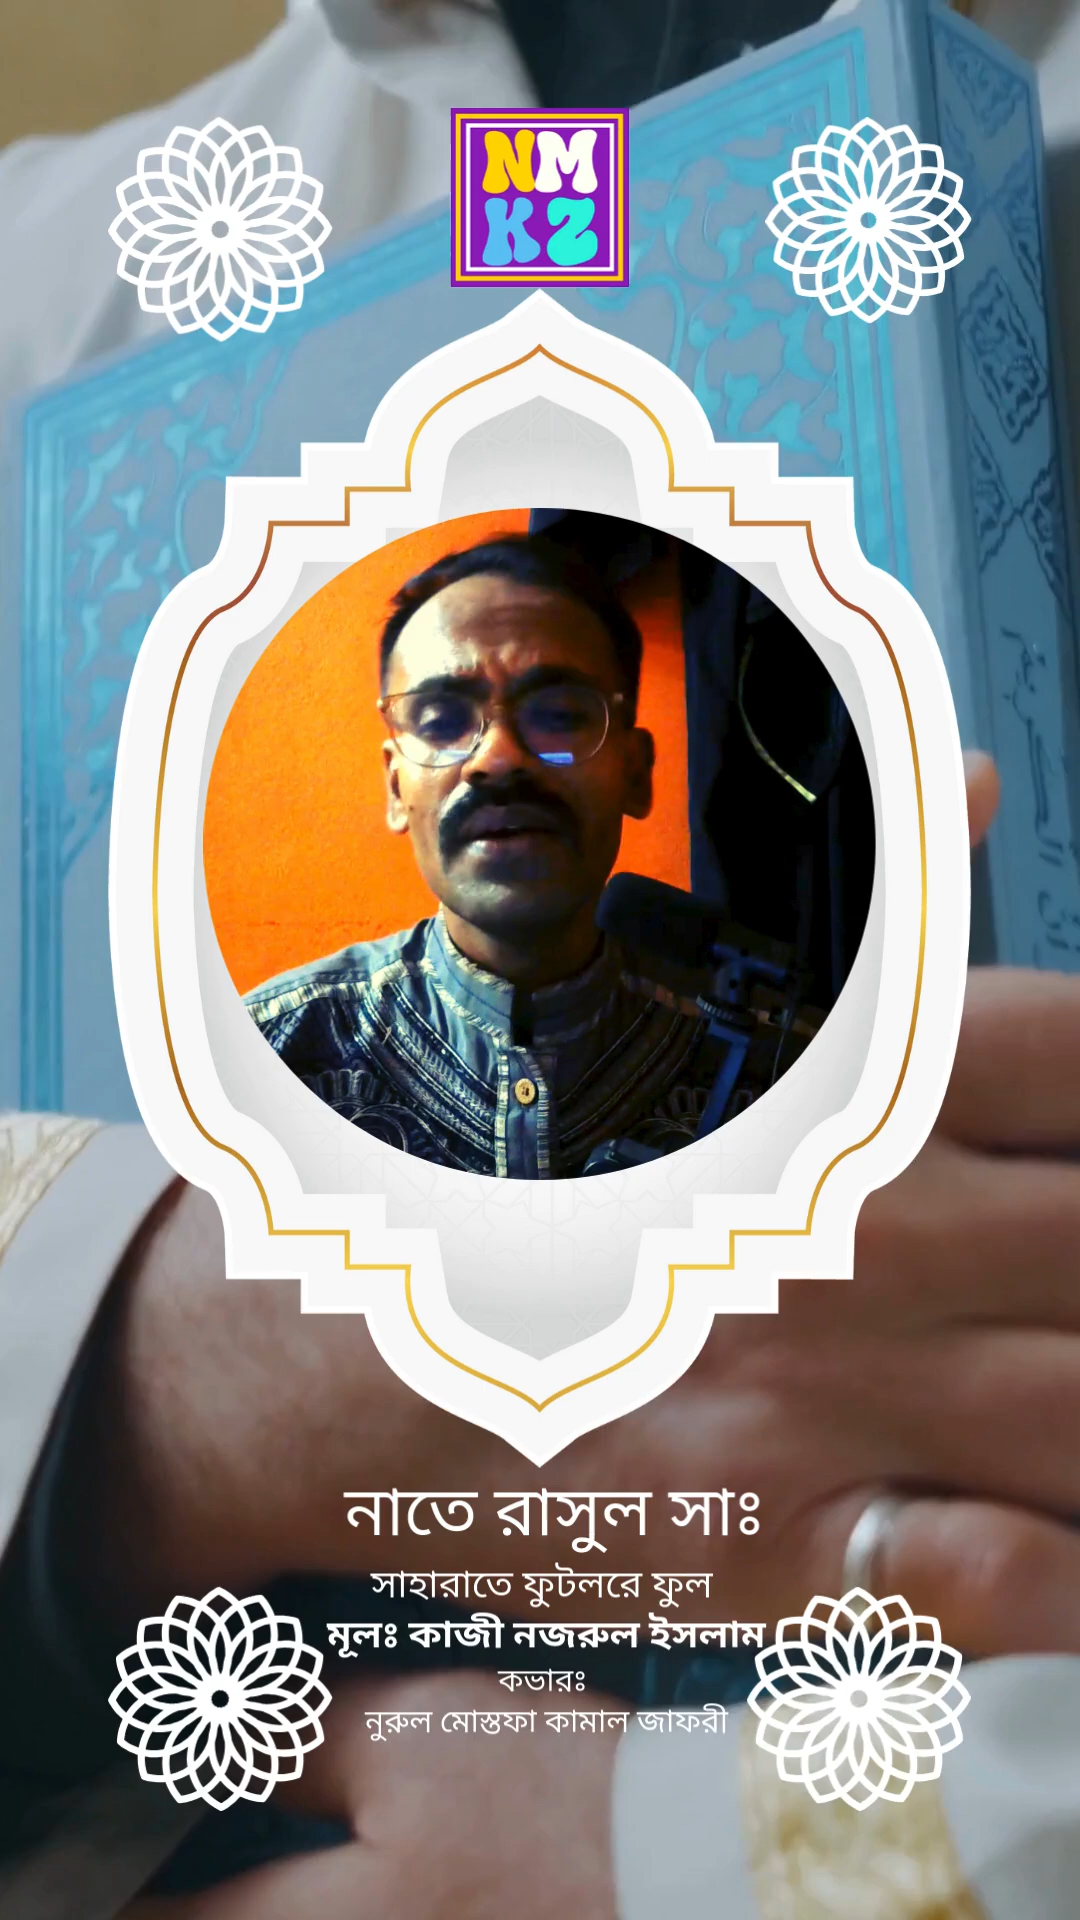 NM
KZ
নাতে রাসুল সাঃ
সাহারাতে ফুটলরে ফুল
মূলঃ কাজী নজরুল ইসলাম
কভারঃ
নুরুল মোস্তফা কামাল জাফরী